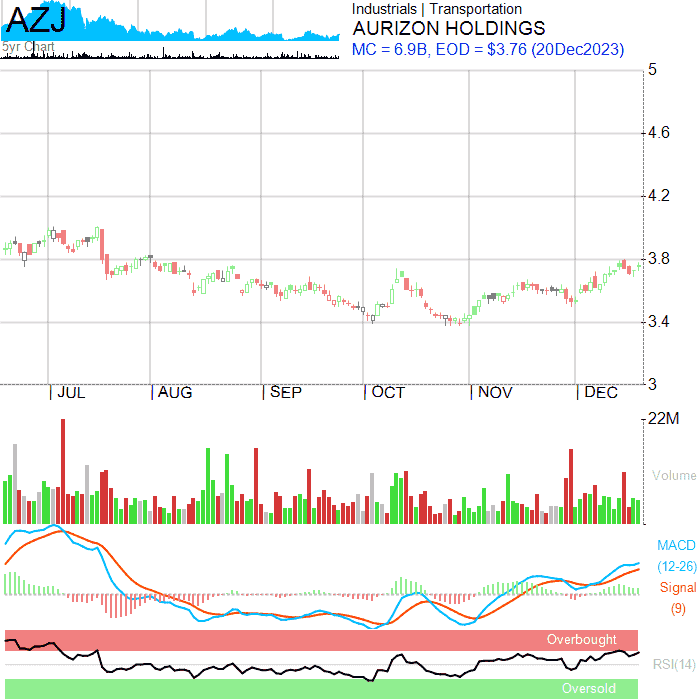 AZJ
5yr Chart
Industrials | Transportation
AURIZON HOLDINGS
MC = 6.9B, EOD = $3.76 (20Dec2023)
5
4.6
4.2
3.8
3.4
3
| JUL | AUG | SEP | OCT | NOV | DEC
22M
Volume
MACD
(12-26)
Signal
(9)
Overbought
RSI(14)
Oversold